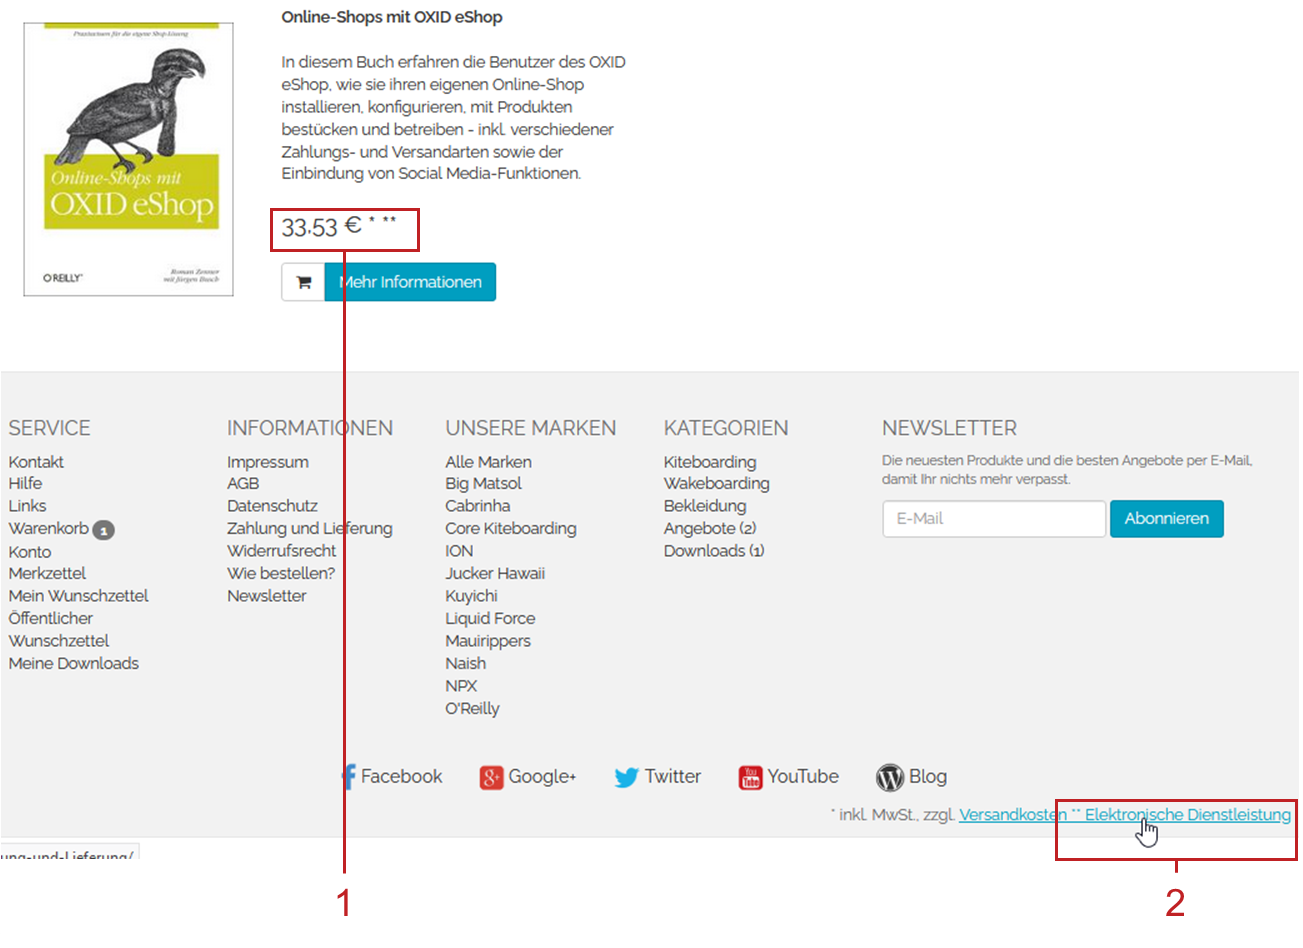 Online-Shops mit OXID eShop
Praxiswissen für die eigene Shop-Lösung
Online-Shops mit
OXID eShop
O'REILLY®
Roman Zenner
mit Jürgen Busch
In diesem Buch erfahren die Benutzer des OXID
eShop, wie sie ihren eigenen Online-Shop
installieren, konfigurieren, mit Produkten
bestücken und betreiben - inkl. verschiedener
Zahlungs- und Versandarten sowie der
Einbindung von Social Media-Funktionen.
33,53 € * **
Mehr Informationen
SERVICE
Kontakt
Hilfe
Links
Warenkorb 1
Konto
Merkzettel
Mein Wunschzettel
Öffentlicher
Wunschzettel
Meine Downloads
INFORMATIONEN
Impressum
AGB
Datenschutz
Zahlung und Lieferung
Widerrufsrecht
Wie bestellen?
Newsletter
UNSERE MARKEN
Alle Marken
Big Matsol
Cabrinha
Core Kiteboarding
ION
Jucker Hawaii
Kuyichi
Liquid Force
Mauirippers
Naish
NPX
O'Reilly
KATEGORIEN
Kiteboarding
Wakeboarding
Bekleidung
Angebote (2)
Downloads (1)
NEWSLETTER
Die neuesten Produkte und die besten Angebote per E-Mail,
damit Ihr nichts mehr verpasst.
E-Mail Abonnieren
Facebook Google+ Twitter YouTube Blog
* inkl. MwSt., zzgl. Versandkosten ** Elektronische Dienstleistung
ung-und-Lieferung/
1 2